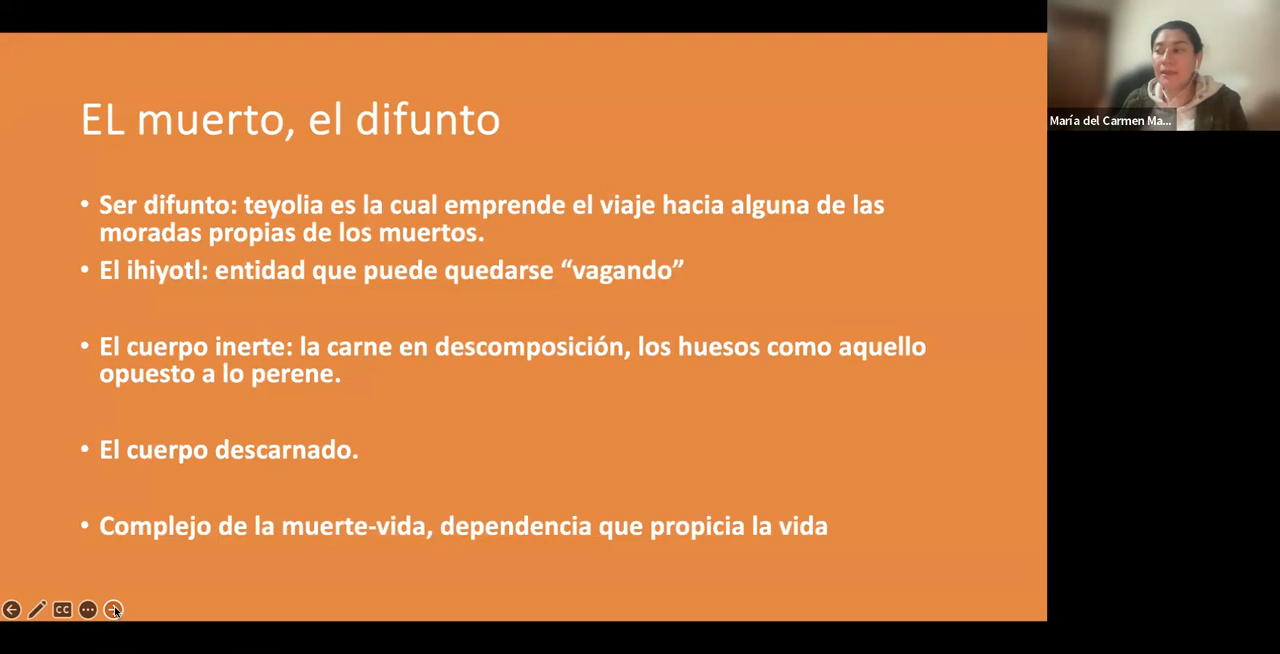 EL muerto, el difunto
• Ser difunto: teyolia es la cual emprende el viaje hacia alguna de las
moradas propias de los muertos.
• El ihiyotl: entidad que puede quedarse “vagando”
• El cuerpo inerte: la carne en descomposición, los huesos como aquello
opuesto a lo perene.
• El cuerpo descarnado.
• Complejo de la muerte-vida, dependencia que propicia la vida
CC
María del Carmen Ma...